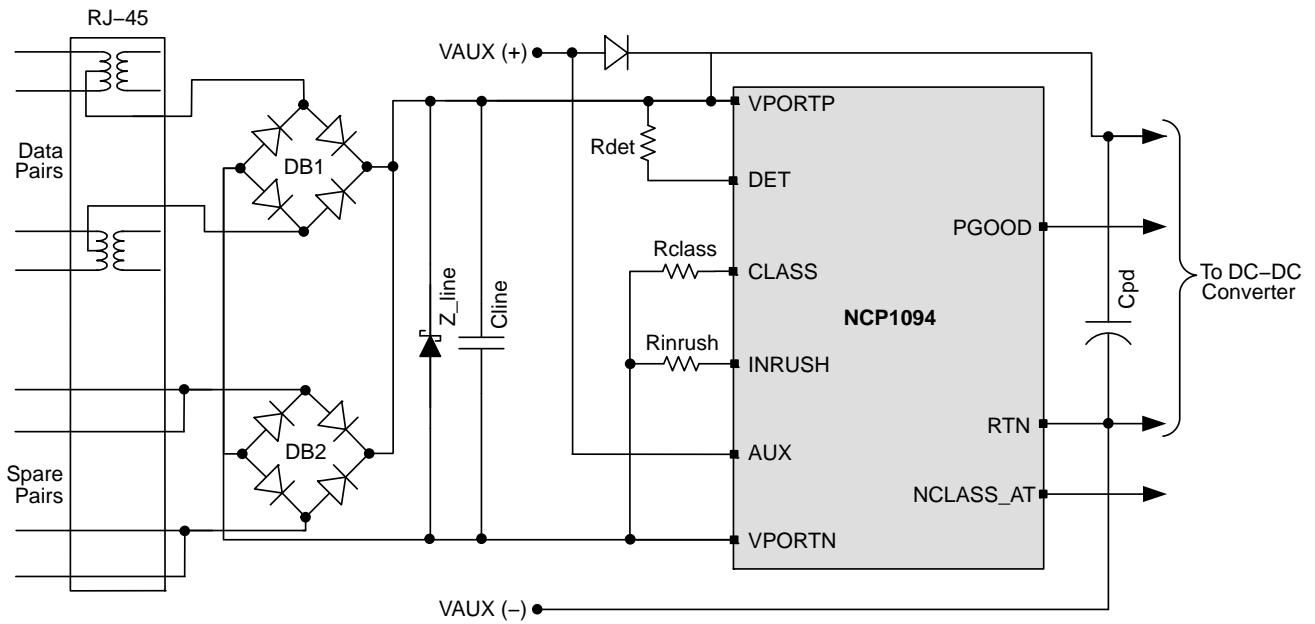 RJ–45
VAUX (+)
VPORTP
Rdet
Data
Pairs
DB1
DET
PGOOD
Rclass
CLASS
Z_line
Cline
NCP1094
Cpd
To DC–DC
Converter
Rinrush
INRUSH
RTN
DB2
AUX
Spare
Pairs
NCLASS_AT
VPORTN
VAUX (–)